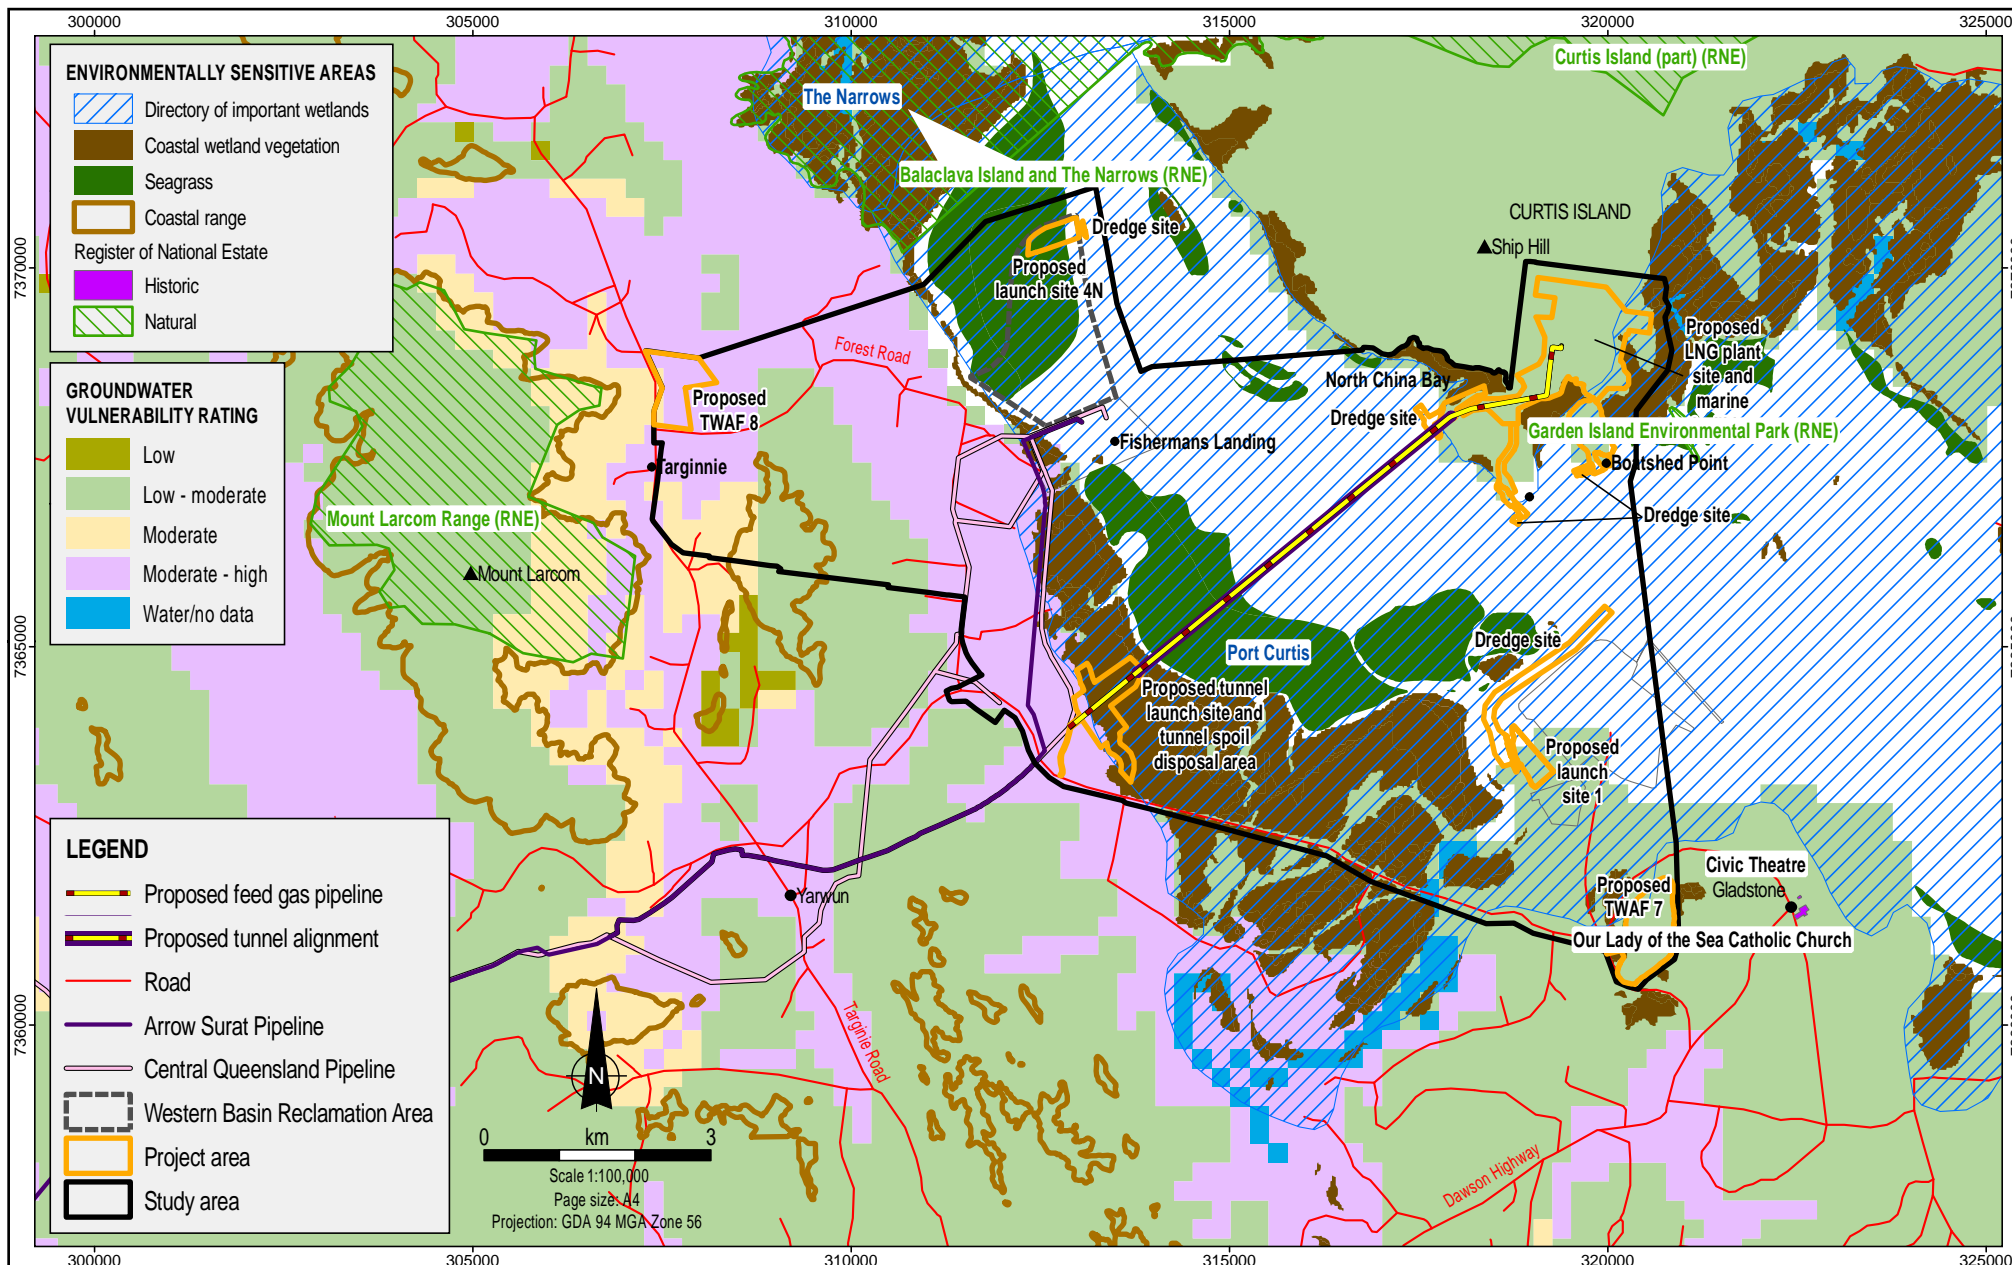 300000
305000
310000
315000
320000
325000
ENVIRONMENTALLY SENSITIVE AREAS
Directory of important wetlands
Coastal wetland vegetation
Seagrass
Coastal range
Register of National Estate
Historic
Natural
GROUNDWATER
VULNERABILITY RATING
Low
Low - moderate
Moderate
Moderate - high
Water/no data
Curtis Island (part) (RNE)
The Narrows
Balaclava Island and The Narrows (RNE)
CURTIS ISLAND
Ship Hill
Dredge site
Proposed
launch site 4N
7370000
Forest Road
Proposed
LNG plant
site and
marine
North China Bay
Dredge site
Proposed
TWAF 8
Garden Island Environmental Park (RNE)
Fishermans Landing
Targinnie
Boatshed Point
Mount Larcom Range (RNE)
Dredge site
Mount Larcom
7365000
Dredge site
Port Curtis
Proposed tunnel
launch site and
tunnel spoil
disposal area
Proposed
launch
site 1
LEGEND
Proposed feed gas pipeline
Proposed tunnel alignment
Road
Arrow Surat Pipeline
Central Queensland Pipeline
Western Basin Reclamation Area
Project area
Study area
Civic Theatre
Gladstone
Proposed
TWAF 7
Our Lady of the Sea Catholic Church
Yarwun
7360000
Targinie Road
N
0 km 3
Scale 1:100,000
Page size: A4
Projection: GDA 94 MGA Zone 56
Dawson Highway
300000
305000
310000
315000
320000
325000